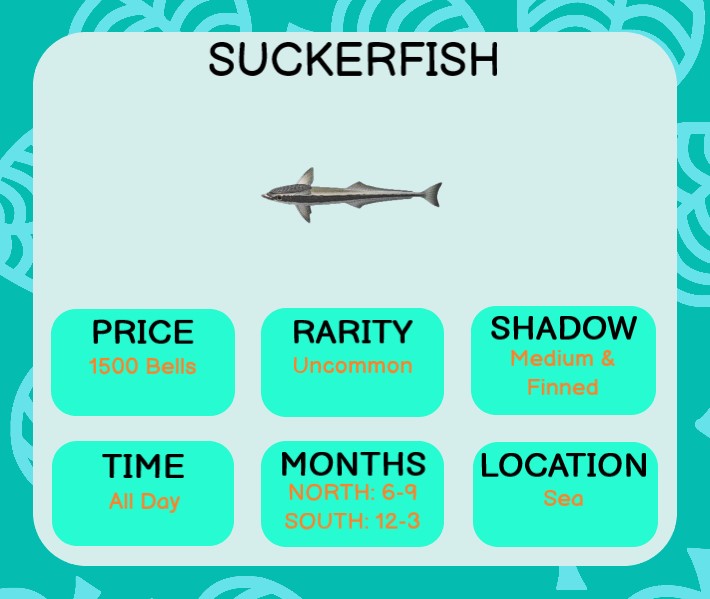 SUCKERFISH
PRICE
1500 Bells
RARITY
Uncommon
SHADOW
Medium &
Finned
TIME
All Day
MONTHS
NORTH: 6-9
SOUTH: 12-3
LOCATION
Sea